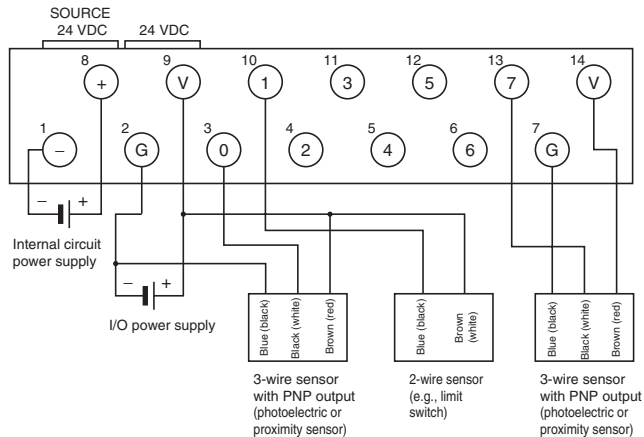 SOURCE
24 VDC
24 VDC
8
9
10
11
12
13
14
+
V
1
3
5
7
V
1
2
3
4
5
6
7
–
G
0
2
4
6
G
– +
Internal circuit
power supply
– +
I/O power supply
Blue (black)
Black (white)
Brown (red)
Blue (black)
Brown
(white)
Blue (black)
Black (white)
Brown (red)
3-wire sensor
with PNP output
(photoelectric or
proximity sensor)
2-wire sensor
(e.g., limit
switch)
3-wire sensor
with PNP output
(photoelectric or
proximity sensor)